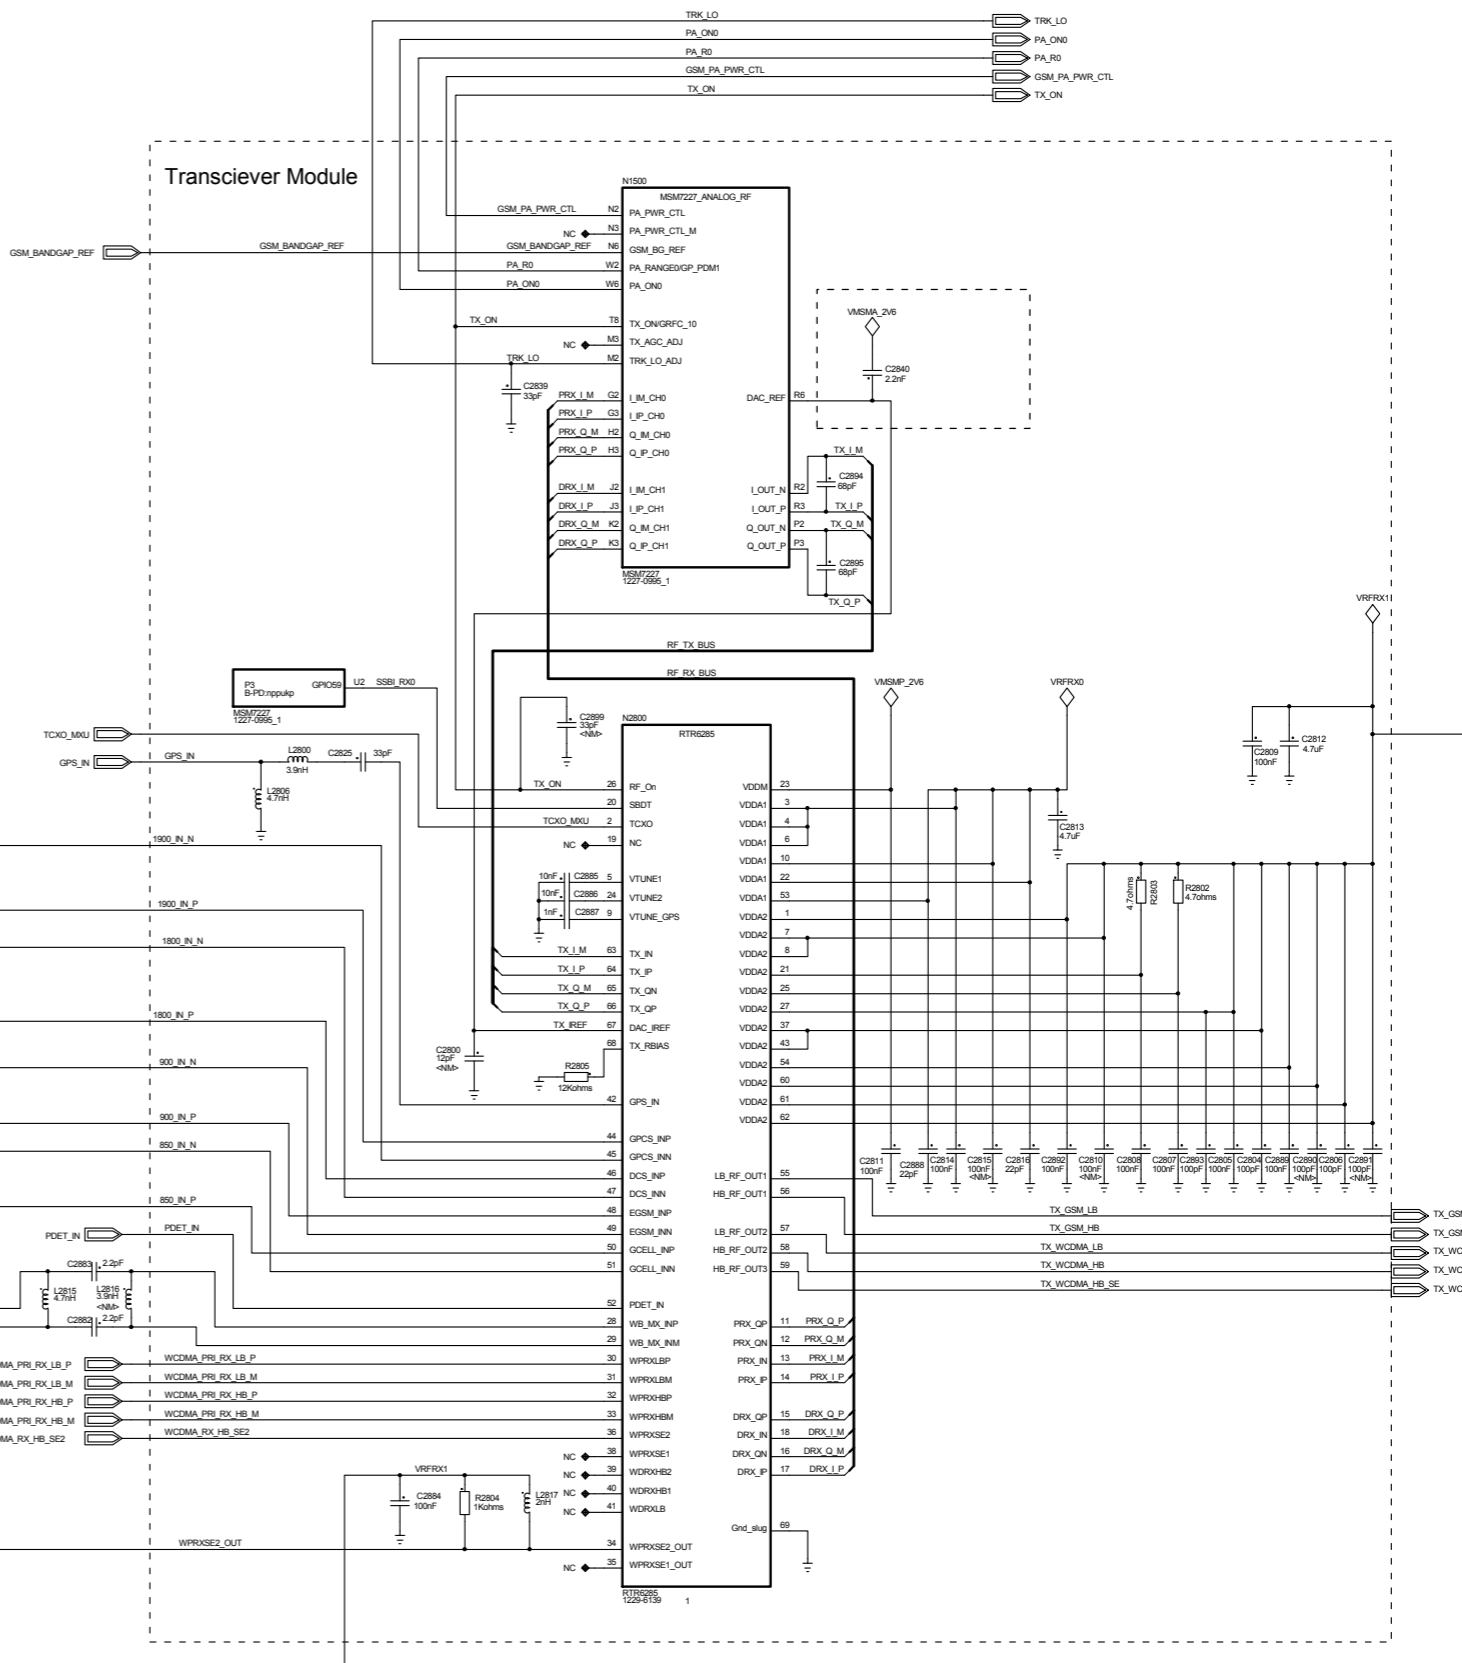 TRK_LO
TRK_LO
PA_ON0
PA_ON0
PA_R0
PA_R0
GSM_PA_PWR_CTL
GSM_PA_PWR_CTL
TX_ON
TX_ON
Transciever Module
N1500
MSM7227_ANALOG_RF
GSM_PA_PWR_CTL N2 PA_PWR_CTL
NC N3 PA_PWR_CTL_M
GSM_BANDGAP_REF GSM_BANDGAP_REF GSM_BANDGAP_REF N6 GSM_BG_REF
PA_R0 W2 PA_RANGE0/GP_PDM1
PA_ON0 W6 PA_ON0
TX_ON T8 TX_ON/GRFC_10
NC M3 TX_AGC_ADJ
TRK_LO M2 TRK_LO_ADJ
C2839
33pF
VMSMA_2V6
C2840
2.2nF
DAC_REF R6
PRX_I_M G2 I_IM_CH0
PRX_I_P G3 I_IP_CH0
PRX_Q_M H2 Q_IM_CH0
PRX_Q_P H3 Q_IP_CH0
DRX_I_M J2 I_IM_CH1
DRX_I_P J3 I_IP_CH1
DRX_Q_M K2 Q_IM_CH1
DRX_Q_P K3 Q_IP_CH1
TX_I_M
C2894
68pF
I_OUT_N R2
I_OUT_P R3 TX_I_P
Q_OUT_N P2 TX_Q_M
Q_OUT_P P3
C2895
68pF
TX_Q_P
MSM7227
1227-0995_1
RF_TX_BUS
RF_RX_BUS
P3
B-PD:nppukp
GPIO59 U2 SSBI_RX0
MSM7227
1227-0995_1
VMSMP_2V6
VRFRX0
VRFRX1
C2809
100nF
C2812
4.7uF
C2899
33pF
<NM>
N2800
RTR6285
TCXO_MXU
GPS_IN GPS_IN
L2800
3.9nH
C2825 33pF
L2806
4.7nH
TX_ON 26 RF_On
20 SBDT
TCXO_MXU 2 TCXO
NC 19 NC
10nF C2885 5 VTUNE1
10nF C2886 24 VTUNE2
1nF C2887 9 VTUNE_GPS
TX_I_M 63 TX_IN
TX_I_P 64 TX_IP
TX_Q_M 65 TX_QN
TX_Q_P 66 TX_QP
TX_IREF 67 DAC_IREF
68 TX_RBIAS
C2800
12pF
<NM>
R2805
12Kohms
42 GPS_IN
44 GPCS_INP
45 GPCS_INN
46 DCS_INP
47 DCS_INN
48 EGSM_INP
49 EGSM_INN
50 GCELL_INP
51 GCELL_INN
52 PDET_IN
28 WB_MX_INP
29 WB_MX_INM
30 WPRXLBP
31 WPRXLBM
32 WPRXHBP
33 WPRXHBM
36 WPRXSE2
NC 38 WPRXSE1
NC 39 WDRXHB2
NC 40 WDRXHB1
NC 41 WDRXLB
34 WPRXSE2_OUT
NC 35 WPRXSE1_OUT
1900_IN_N
1900_IN_P
1800_IN_N
1800_IN_P
900_IN_N
900_IN_P
850_IN_N
850_IN_P
PDET_IN PDET_IN
C2883 2.2pF
L2815
4.7nH
L2816
3.9nH
<NM>
C2882 2.2pF
MA_PRI_RX_LB_P WCDMA_PRI_RX_LB_P
MA_PRI_RX_LB_M WCDMA_PRI_RX_LB_M
MA_PRI_RX_HB_P WCDMA_PRI_RX_HB_P
MA_PRI_RX_HB_M WCDMA_PRI_RX_HB_M
MA_RX_HB_SE2 WCDMA_RX_HB_SE2
VRFRX1
C2884
100nF
R2804
1Kohms
L2817
2nH
WPRXSE2_OUT
VDDM 23
VDDA1 3
VDDA1 4
VDDA1 6
VDDA1 10
VDDA1 22
VDDA1 53
VDDA2 1
VDDA2 7
VDDA2 8
VDDA2 21
VDDA2 25
VDDA2 27
VDDA2 37
VDDA2 43
VDDA2 54
VDDA2 60
VDDA2 61
VDDA2 62
C2813
4.7uF
4.7ohms
R2803
R2802
4.7ohms
C2811
100nF
C2888
22pF
C2814
100nF
C2815
100nF
<NM>
C2816
22pF
C2892
100nF
C2810
100nF
<NM>
C2808
100nF
C2807
100nF
C2893
100pF
C2805
100nF
C2804
100pF
C2889
100nF
C2890
100pF
<NM>
C2806
100nF
C2891
100pF
<NM>
LB_RF_OUT1 55
HB_RF_OUT1 56
LB_RF_OUT2 57
HB_RF_OUT2 58
HB_RF_OUT3 59
TX_GSM_LB TX_GSM
TX_GSM_HB TX_GSM
TX_WCDMA_LB TX_WC
TX_WCDMA_HB TX_WC
TX_WCDMA_HB_SE TX_WC
PRX_QP 11 PRX_Q_P
PRX_QN 12 PRX_Q_M
PRX_IN 13 PRX_I_M
PRX_IP 14 PRX_I_P
DRX_QP 15 DRX_Q_P
DRX_IN 18 DRX_I_M
DRX_QN 16 DRX_Q_M
DRX_IP 17 DRX_I_P
Gnd_slug 69
RTR6285
1229-6139 1